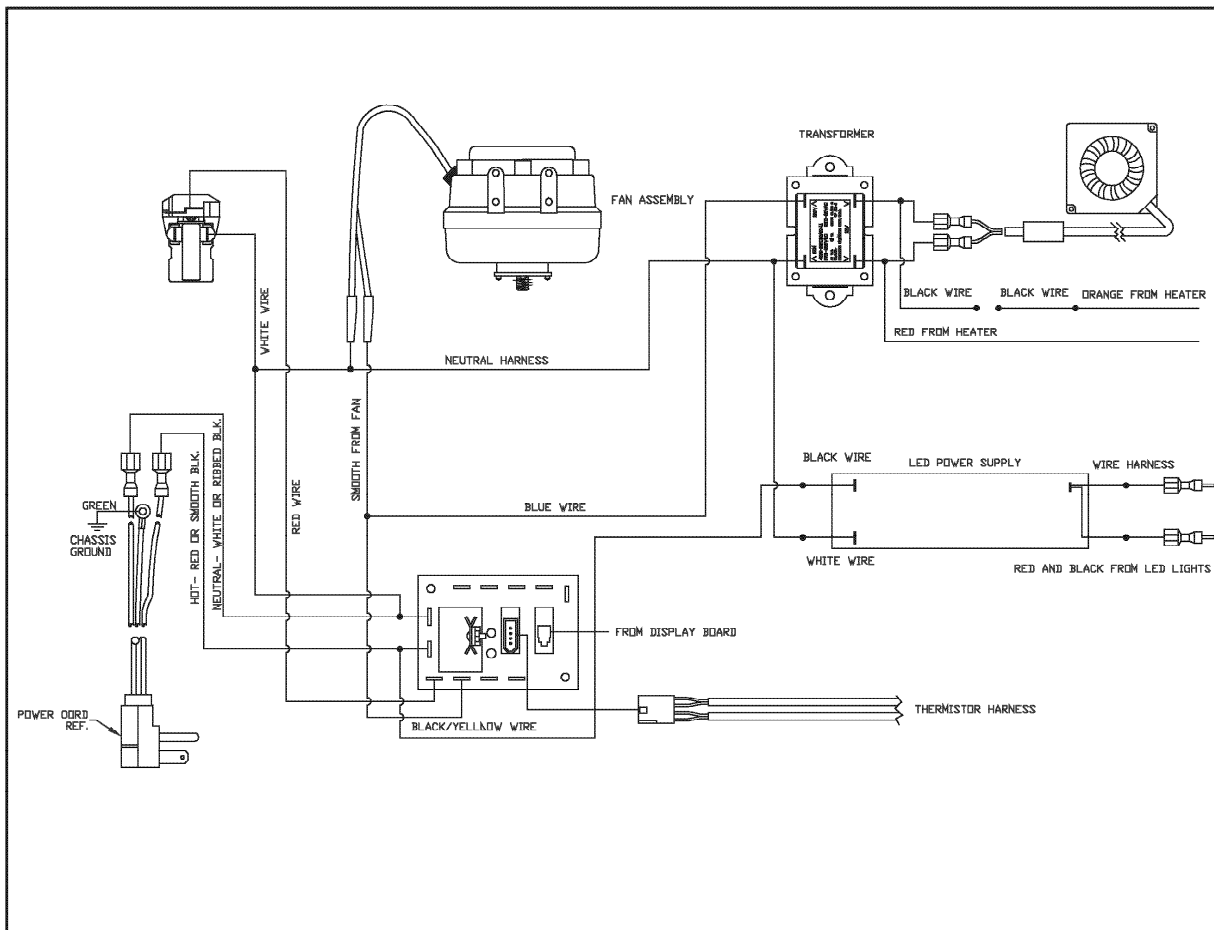 TRANSFORMER
FAN ASSEMBLY
WHITE WIRE
BLACK WIRE
BLACK WIRE
ORANGE FROM HEATER
RED FROM HEATER
NEUTRAL HARNESS
SMOOTH FROM FAN
RED WIRE
HOT- RED OR SMOOTH BLK.
NEUTRAL- WHITE OR RIBBED BLK.
GREEN
CHASSIS
GROUND
BLACK WIRE
LED POWER SUPPLY
WIRE HARNESS
BLUE WIRE
WHITE WIRE
RED AND BLACK FROM LED LIGHTS
FROM DISPLAY BOARD
THERMISTOR HARNESS
BLACK/YELLOW WIRE
POWER CORD
REF.